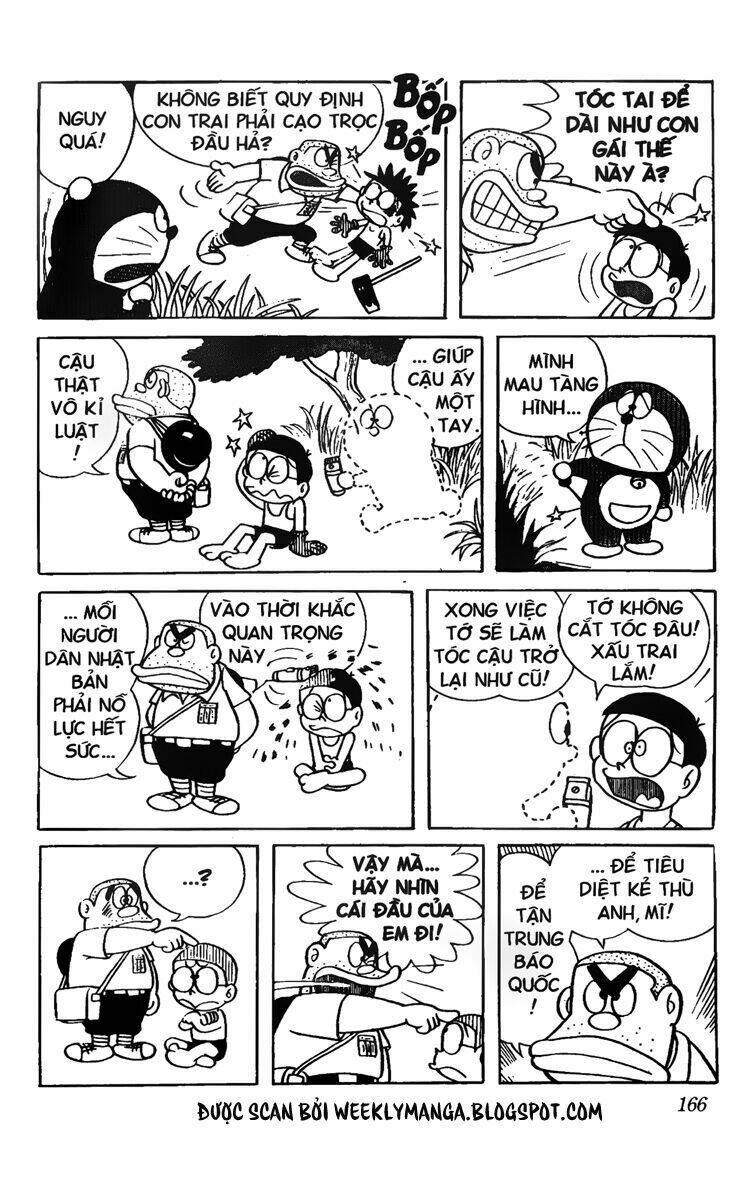 TÓC TAI ĐỂ
DÀI NHƯ CON
GÁI THẾ
NÀY À?
BỐP
BỐP
KHÔNG BIẾT QUY ĐỊNH
CON TRAI PHẢI CẠO TRỌC
ĐẦU HẢ?
NGUY
QUÁ!
MÌNH
MAU TÀNG
HÌNH...
... GIÚP
CẬU ẤY
MỘT
TAY.
CẬU
THẬT
VÔ KỈ
LUẬT
!
TỚ KHÔNG
CẮT TÓC ĐÂU!
XẤU TRAI
LẮM!
XONG VIỆC
TỚ SẼ LÀM
TÓC CẬU TRỞ
LẠI NHƯ CŨ!
VÀO THỜI KHẮC
QUAN TRỌNG
NÀY
... MỖI
NGƯỜI
DÂN NHẬT
BẢN
PHẢI NỖ
LỰC HẾT
SỨC...
... ĐỂ TIÊU
DIỆT KẺ THÙ
ANH, MĨ!
ĐỂ
TẬN
TRUNG
BÁO
QUỐC
!
VẬY MÀ...
HÃY NHÌN
CÁI ĐẦU CỦA
EM ĐI!
...?
166
ĐƯỢC SCAN BỞI WEEKLYMANGA.BLOGSPOT.COM